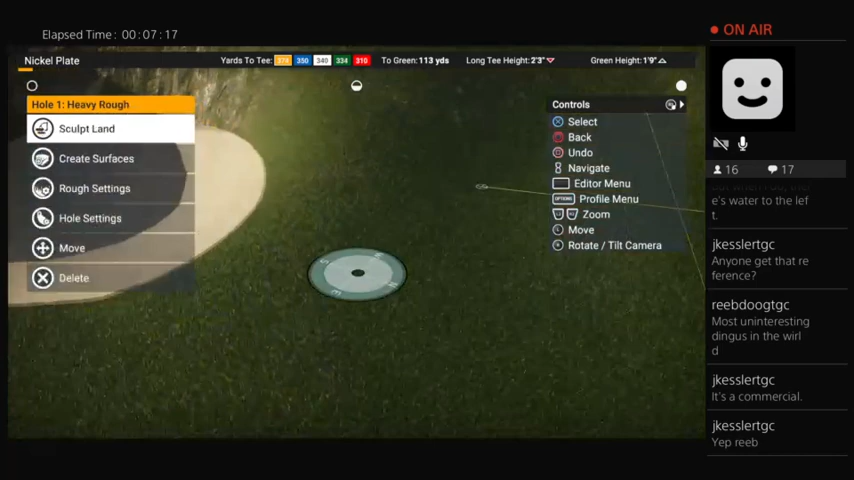 Elapsed Time : 00:07:17
ON AIR
Nickel Plate
Yards To Tee: 374 350 340 334 310 To Green: 113 yds Long Tee Height: 2'3" Green Height: 1'9"
Hole 1: Heavy Rough
Sculpt Land
Create Surfaces
Rough Settings
Hole Settings
Move
Delete
Controls
Select
Back
Undo
Navigate
Editor Menu
OPTIONS Profile Menu
Zoom
Move
Rotate / Tilt Camera
16 17
e's water to the lef
t.
jkesslertgc
Anyone get that re
ference?
reebdoogtgc
Most uninteresting
dingus in the wirl
d
jkesslertgc
It's a commercial.
jkesslertgc
Yep reeb